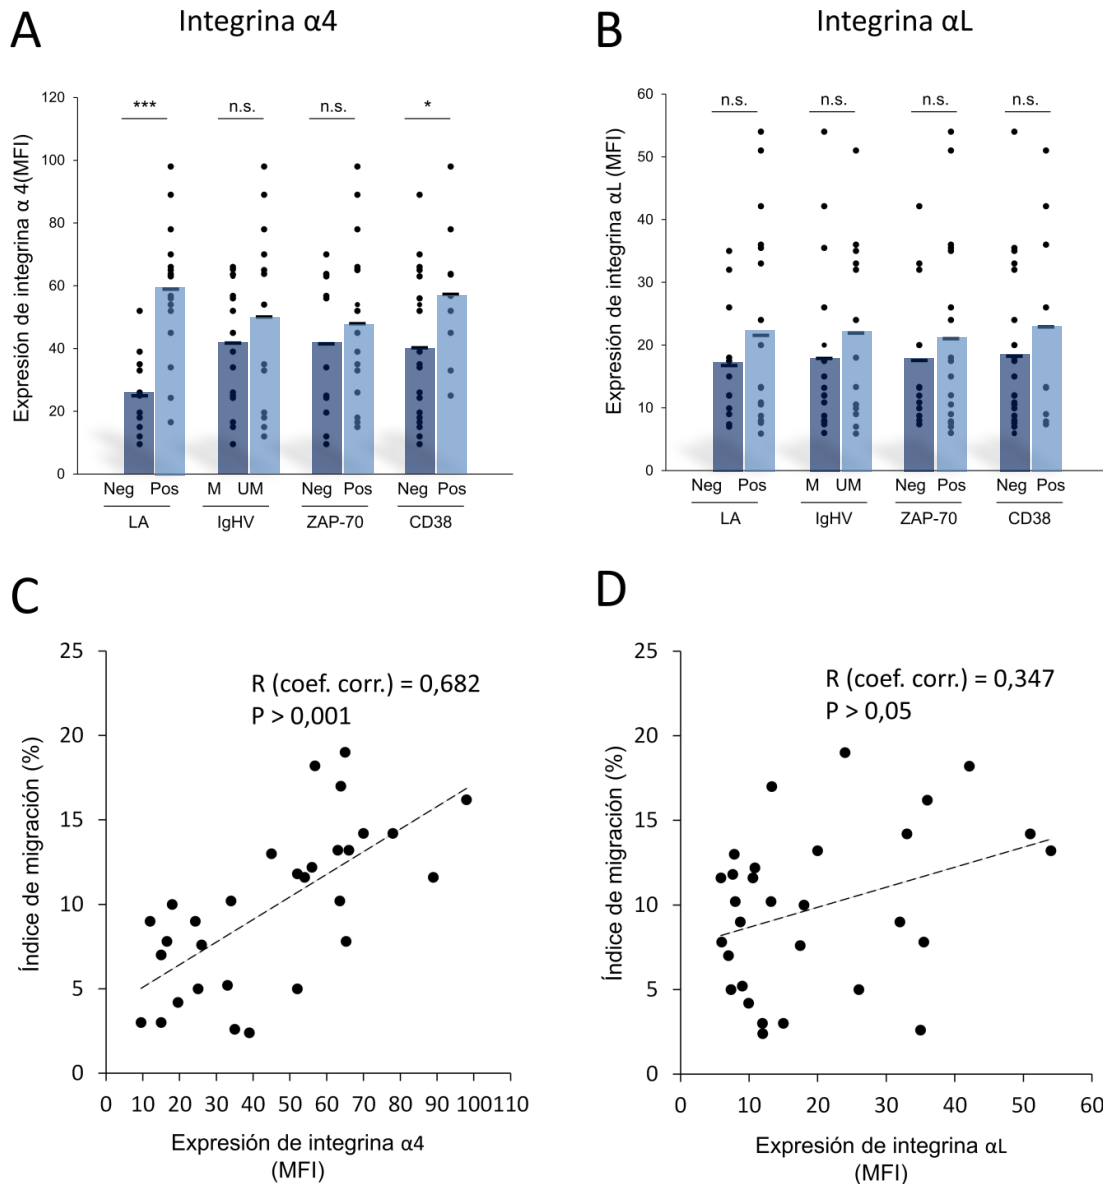 A
Integrina α4
Expresión de integrina α 4(MFI)
120
100
80
60
40
20
0
***
n.s.
n.s.
*
Neg Pos M UM Neg Pos Neg Pos
LA IgHV ZAP-70 CD38
B
Integrina αL
Expresión de integrina αL (MFI)
60
50
40
30
20
10
0
n.s.
n.s.
n.s.
n.s.
Neg Pos M UM Neg Pos Neg Pos
LA IgHV ZAP-70 CD38
C
Índice de migración (%)
25
20
15
10
5
0
R (coef. corr.) = 0,682
P > 0,001
0 10 20 30 40 50 60 70 80 90 100 110
Expresión de integrina α4
(MFI)
D
Índice de migración (%)
25
20
15
10
5
0
R (coef. corr.) = 0,347
P > 0,05
0 10 20 30 40 50 60
Expresión de integrina αL
(MFI)